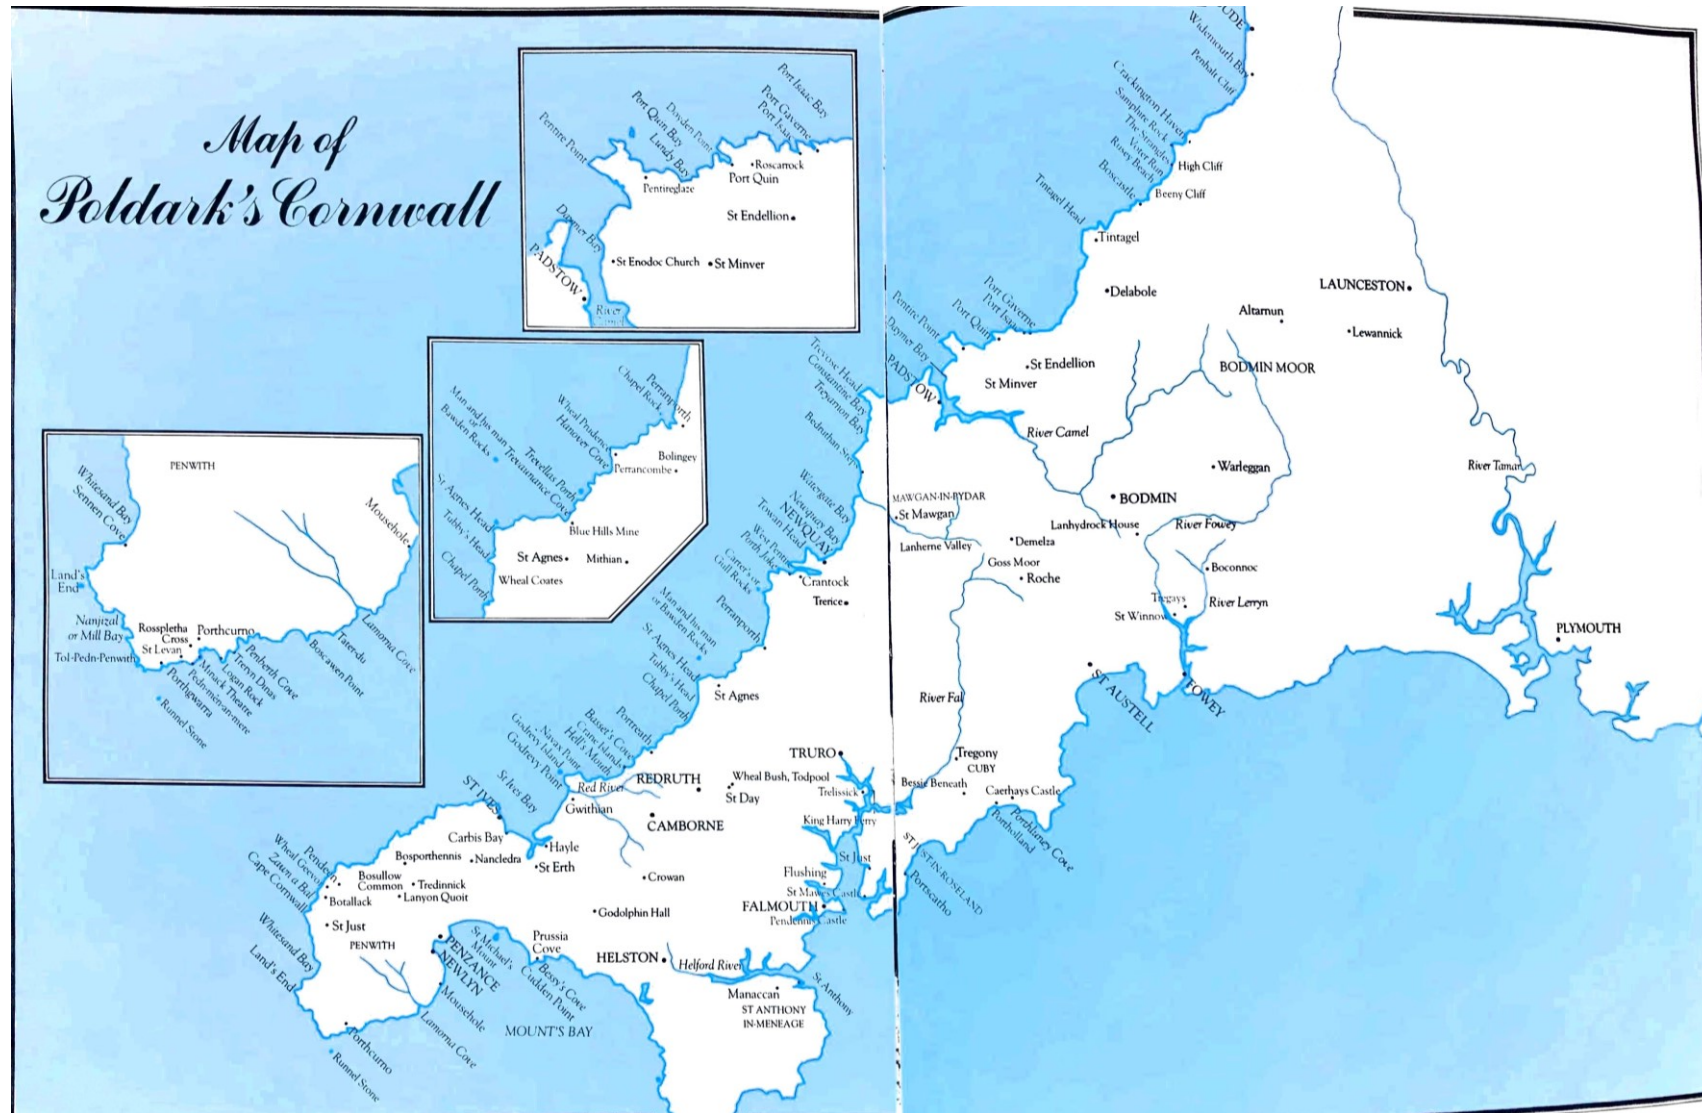 Map of
Poldark's Cornwall
Pentire Point
Port Quin Bay
Lundy Bay
Doyden Point
Port Isaac
Port Gaverne
Port Isaac Bay
Pentireglaze
Roscarrock
Port Quin
St Endellion
Daymer Bay
PADSTOW
St Enodoc Church
St Minver
River
Man and his man
or
Bawden Rocks
St Agnes Head
Tubby's Head
Chapel Porth
Trevaunance Cove
Trevellas Porth
Hanover Cove
Wheal Prudence
Chapel Rock
Perranporth
Bolingey
Perrancombe
Blue Hills Mine
St Agnes
Mithian
Wheal Coates
PENWITH
Whitesand Bay
Sennen Cove
Mousehole
Land's
End
Nanjizal
or Mill Bay
Tol-Pedn-Penwith
Rosspletha
Cross
St Levan
Porthcurno
Porthgwarra
Pedn-mên-an-mere
Minack Theatre
Logan Rock
Treryn Dinas
Penberth Cove
Boscawen Point
Tater-du
Lamorna Cove
Runnel Stone
UDE
Widemouth Bay
Penhalt Cliff
Crackington Haven
Samphire Rock
The Strangles
Voter Run
Rusey Beach
Boscastle
High Cliff
Beeny Cliff
Tintagel Head
Tintagel
Delabole
LAUNCESTON
Altarnun
Lewannick
Port Gaverne
Port Isaac
Port Quin
Pentire Point
Daymer Bay
PADSTOW
St Endellion
St Minver
BODMIN MOOR
River Camel
Warleggan
River Tamar
BODMIN
Lanhydrock House
River Fowey
Trevose Head
Constantine Bay
Treyarnon Bay
Bedruthan Steps
MAWGAN-IN-PYDAR
St Mawgan
Lanherne Valley
Demelza
Goss Moor
Roche
Boconnoc
Tregays
St Winnow
River Lerryn
PLYMOUTH
Watergate Bay
Newquay Bay
NEWQUAY
Towan Head
West Pentire
Porth Joke
Carter's or
Gull Rocks
Crantock
Trerice
Perranporth
Man and his man
or Bawden Rocks
St Agnes Head
Tubby's Head
Chapel Porth
St Agnes
River Fal
ST AUSTELL
FOWEY
Portreath
Basset's Cove
Crane Islands
Hell's Mouth
Navax Point
Godrevy Island
Godrevy Point
TRURO
Tregony
CUBY
REDRUTH
Red River
Wheal Bush, Todpool
St Day
Trelissick
Bessie Beneath
Caerhays Castle
Porthluney Cove
Portholland
St Ives Bay
ST IVES
Gwithian
CAMBORNE
King Harry Ferry
Carbis Bay
Hayle
St Erth
Bosporthennis
Nancledra
ST JUST-IN-ROSELAND
St Just
Portscatho
Pendeen
Wheal Geevor
Zawn a Bal
Cape Cornwall
Bosullow
Common
Tredinnick
Lanyon Quoit
Botallack
Crowan
Flushing
St Mawes Castle
FALMOUTH
Pendennis Castle
Godolphin Hall
St Just
PENWITH
Whitesand Bay
Land's End
PENZANCE
NEWLYN
St Michael's
Mount
Prussia
Cove
Bessy's Cove
Cudden Point
HELSTON
Helford River
Manaccan
ST ANTHONY
IN-MENEAGE
St Anthony
Mousehole
Lamorna Cove
MOUNT'S BAY
Porthcurno
Runnel Stone